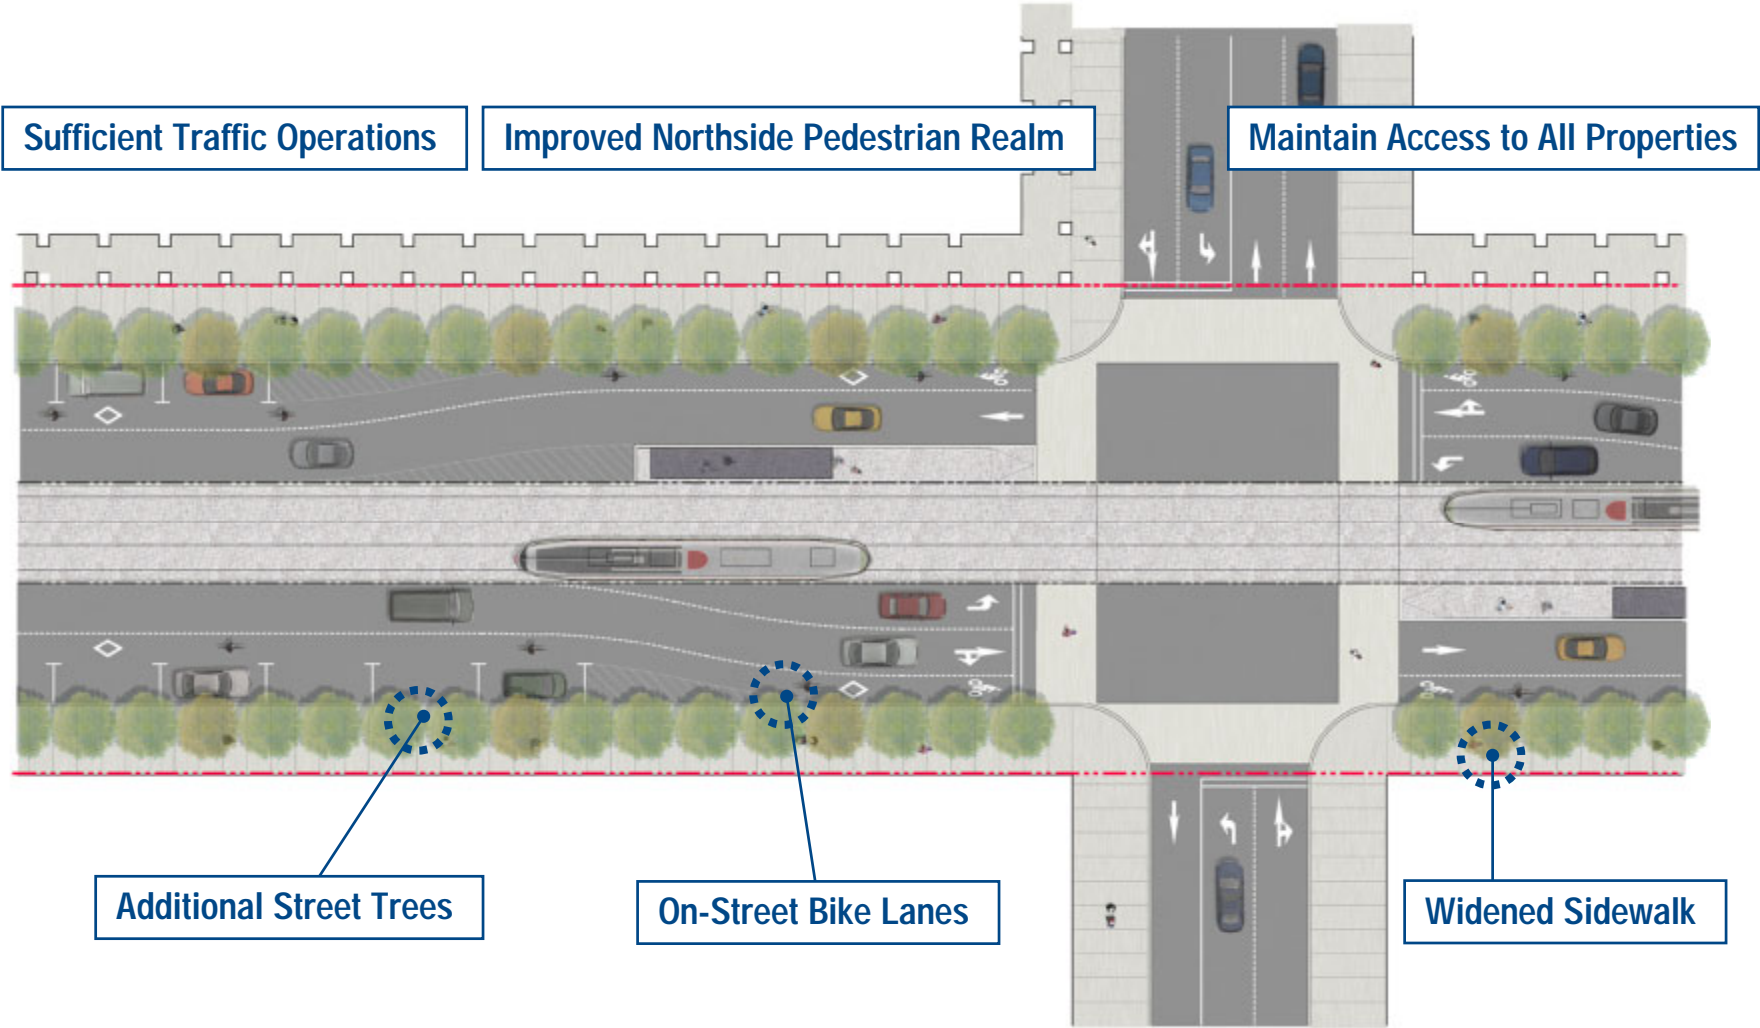 Sufficient Traffic Operations
Improved Northside Pedestrian Realm
Maintain Access to All Properties
Additional Street Trees
On-Street Bike Lanes
Widened Sidewalk